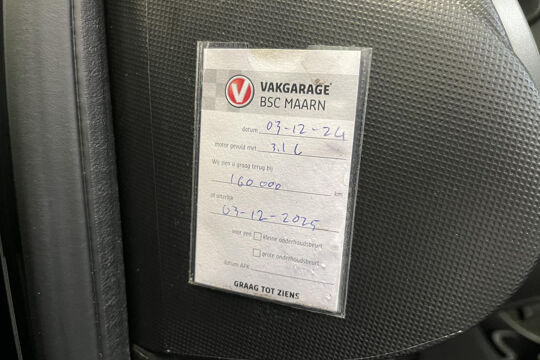 V VAKGARAGE
BSC MAARN
datum 03-12-24
motor gevuld met 3.1 L
Wij zien u graag terug bij
160.000 km
of uiterlijk
03-12-2025
voor een kleine onderhoudsbeurt
grote onderhoudsbeurt
datum APK
GRAAG TOT ZIENS